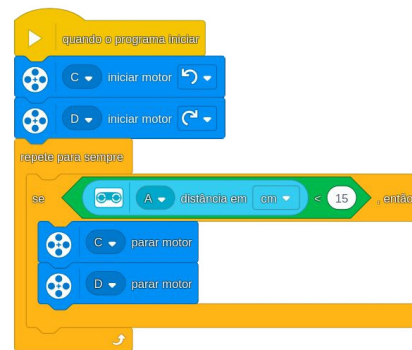 quando o programa iniciar
C iniciar motor
D iniciar motor
repete para sempre
se A distância em cm < 15 , então
C parar motor
D parar motor